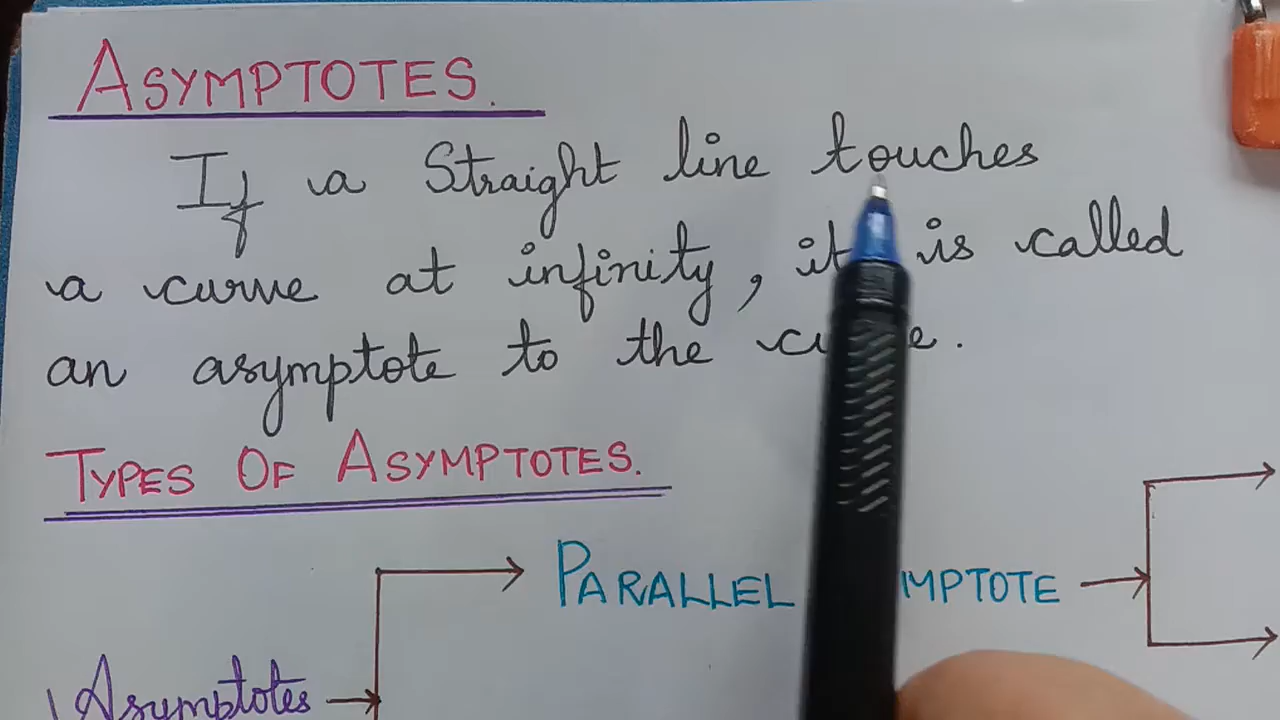 ASYMPTOTES.
If a Straight line touches
a curve at infinity, it is called
an asymptote to the
TYPES OF ASYMPTOTES.
PARALLEL
Asymptotes